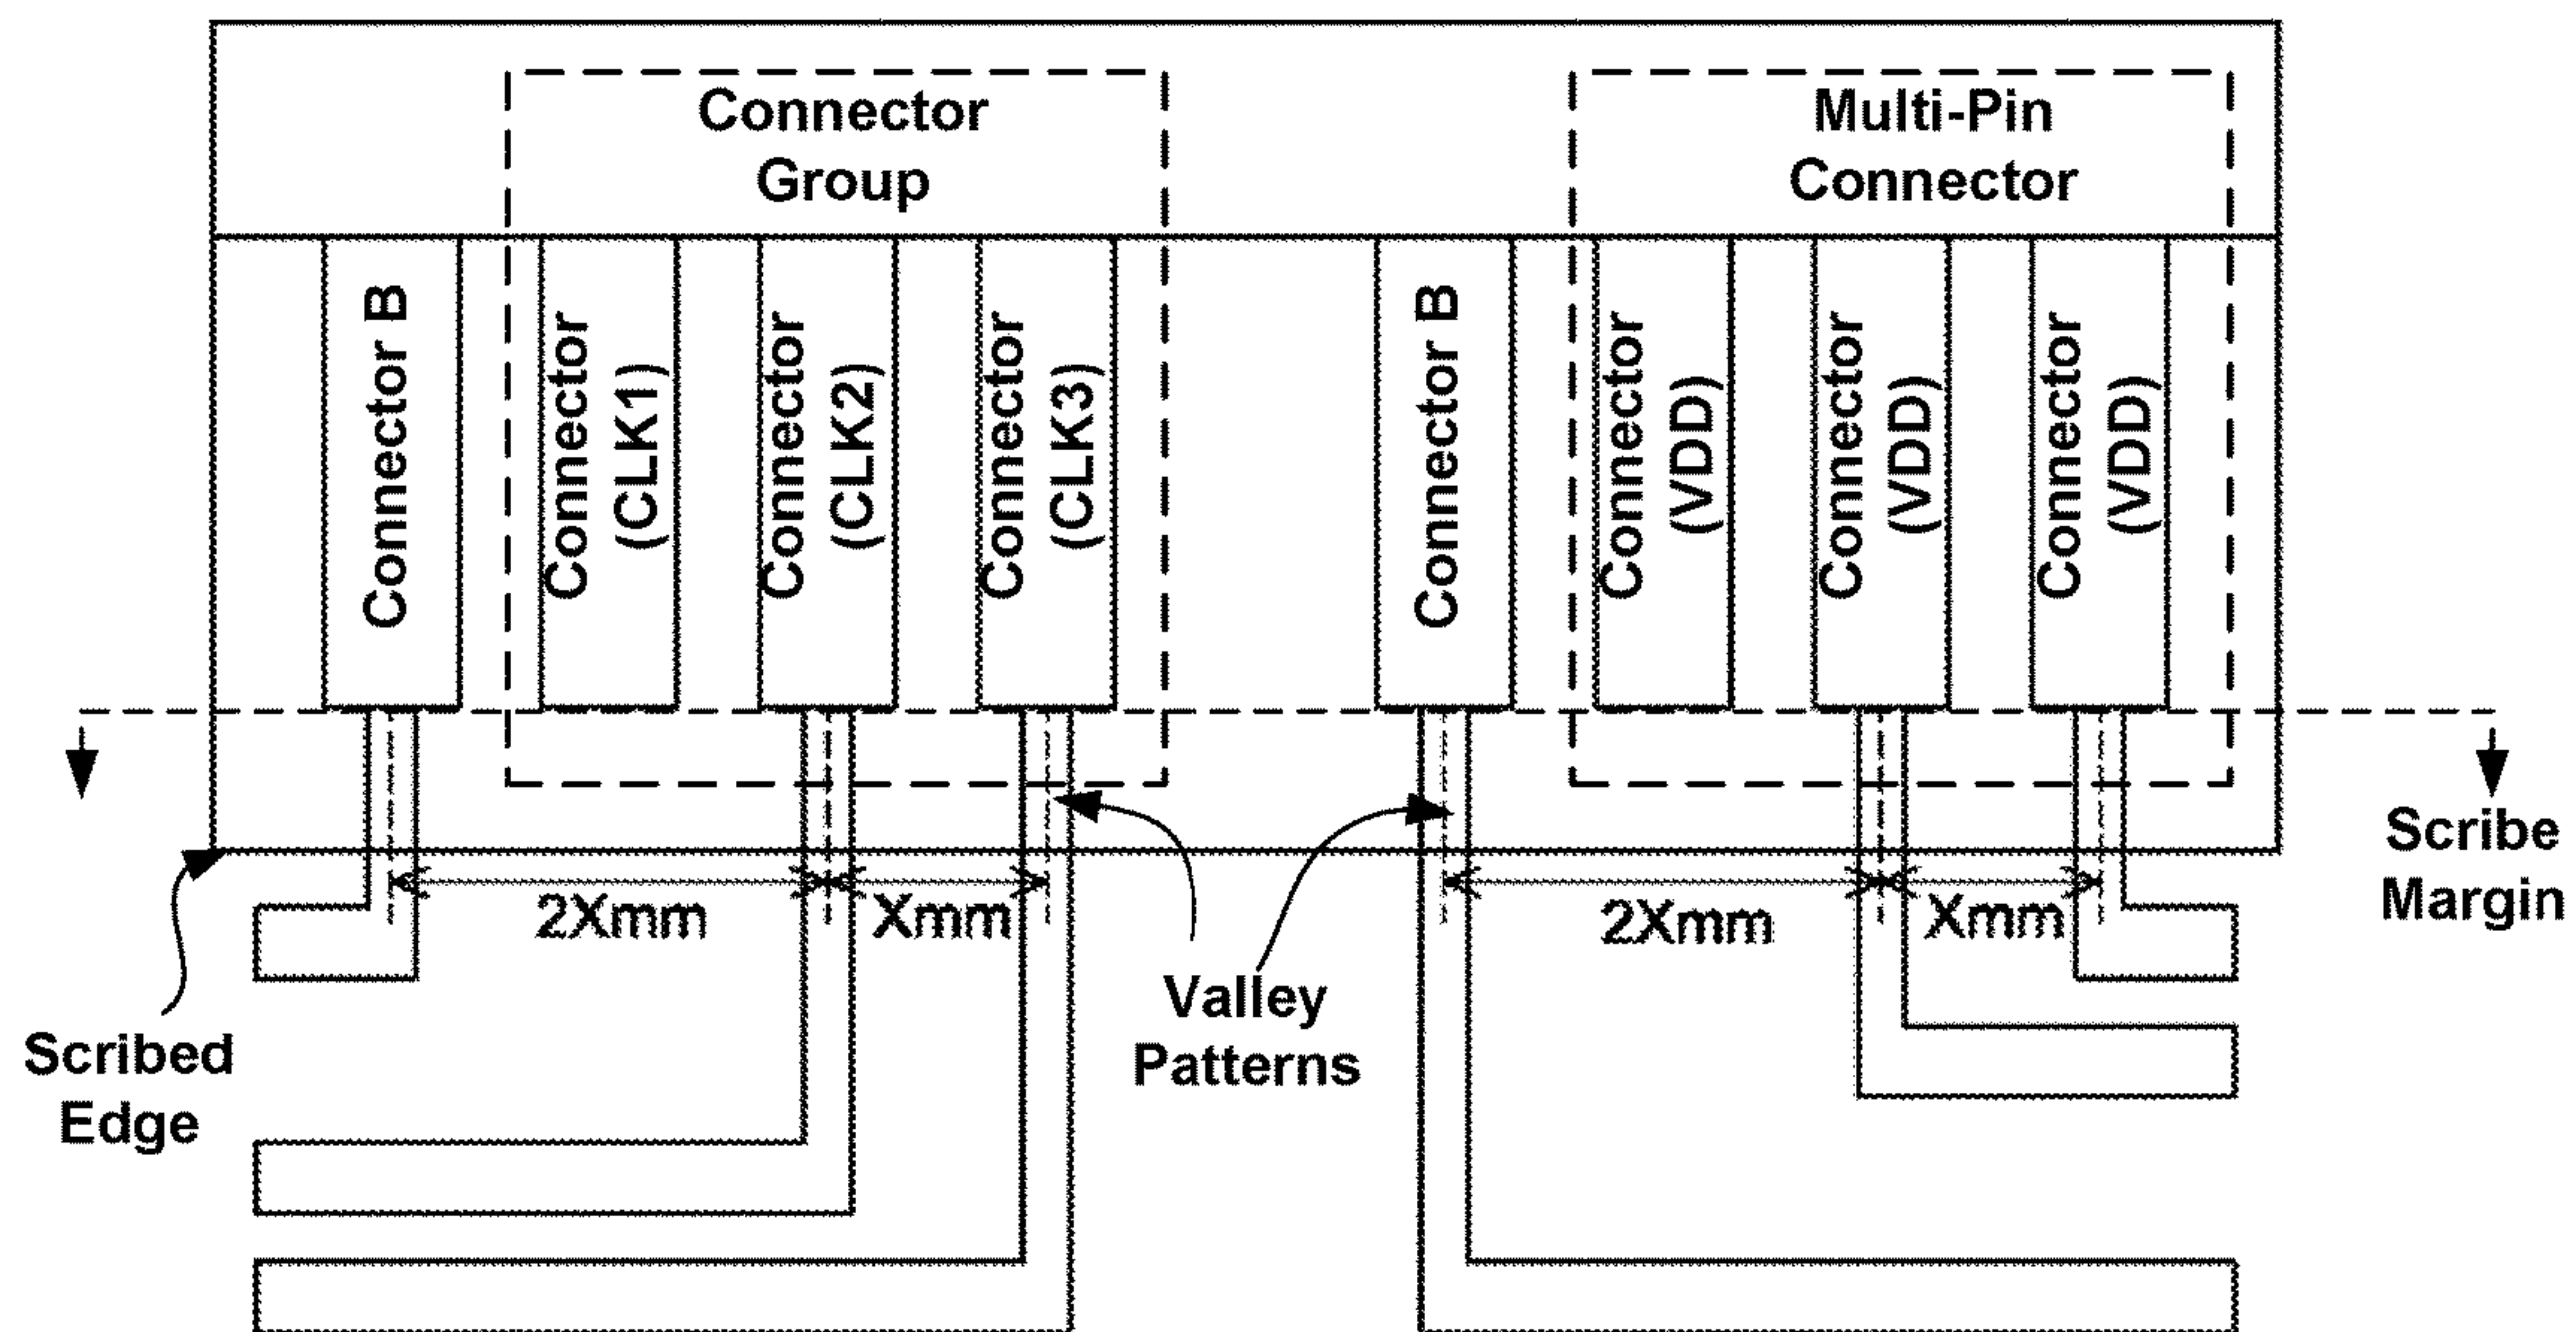 Connector
Group
Multi-Pin
Connector
Connector B
Connector
(CLK1)
Connector
(CLK2)
Connector
(CLK3)
Connector B
Connector
(VDD)
Connector
(VDD)
Connector
(VDD)
Scribe
Margin
2Xmm
Xmm
2Xmm
Xmm
Valley
Patterns
Scribed
Edge